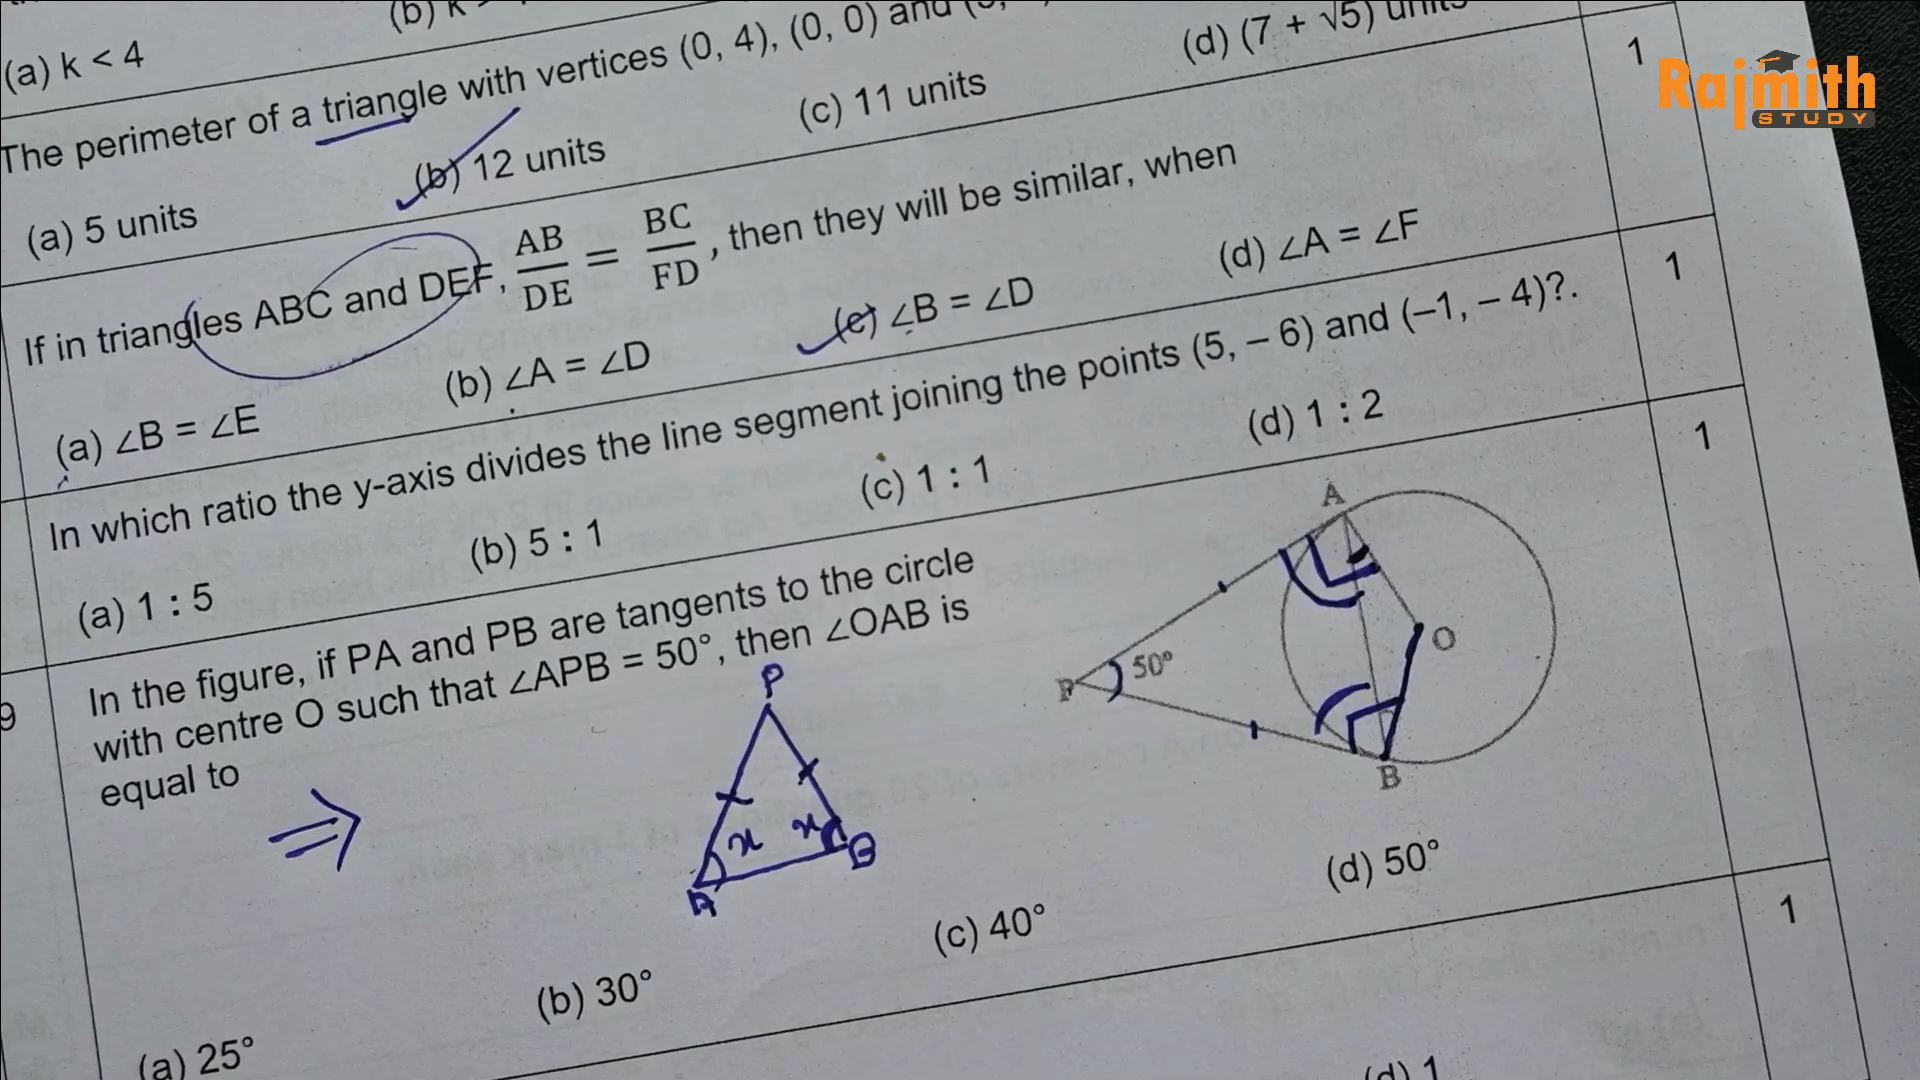 (a) k < 4
(b) k
The perimeter of a triangle with vertices (0, 4), (0, 0) and
(a) 5 units
(b) 12 units
(c) 11 units
(d) (7 + √5) units
1
If in triangles ABC and DEF, AB/DE = BC/FD, then they will be similar, when
(a) ∠B = ∠E
(b) ∠A = ∠D
(c) ∠B = ∠D
(d) ∠A = ∠F
1
In which ratio the y-axis divides the line segment joining the points (5, – 6) and (–1, – 4)?.
(a) 1 : 5
(b) 5 : 1
(c) 1 : 1
(d) 1 : 2
1
9
In the figure, if PA and PB are tangents to the circle
with centre O such that ∠APB = 50°, then ∠OAB is
equal to
P
x
x
A
B
A
P
50°
O
B
(a) 25°
(b) 30°
(c) 40°
(d) 50°
1
(d) 1
Rajmith
STUDY